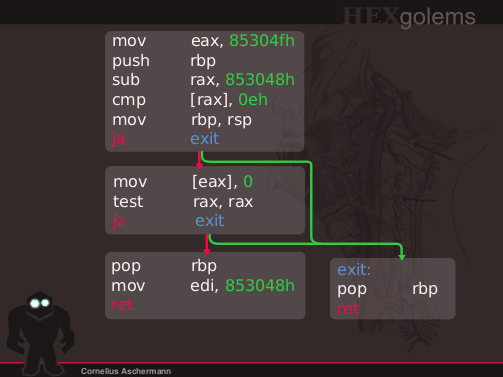 HEXgolems
mov eax, 85304fh
push rbp
sub rax, 853048h
cmp [rax], 0eh
mov rbp, rsp
ja exit
mov [eax], 0
test rax, rax
jz exit
pop rbp
mov edi, 853048h
ret
exit:
pop rbp
ret
Cornelius Aschermann